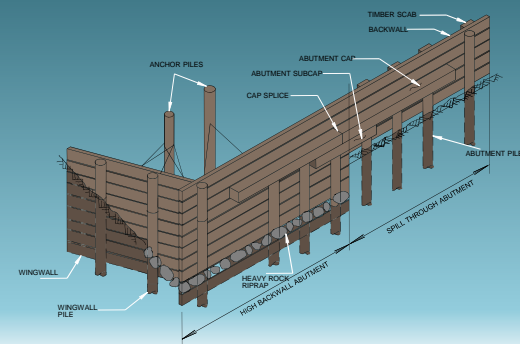 TIMBER SCAB
BACKWALL
ANCHOR PILES
ABUTMENT CAP
ABUTMENT SUBCAP
CAP SPLICE
ABUTMENT PILE
SPILL THROUGH ABUTMENT
WINGWALL
HEAVY ROCK
RIPRAP
HIGH BACKWALL ABUTMENT
WINGWALL
PILE